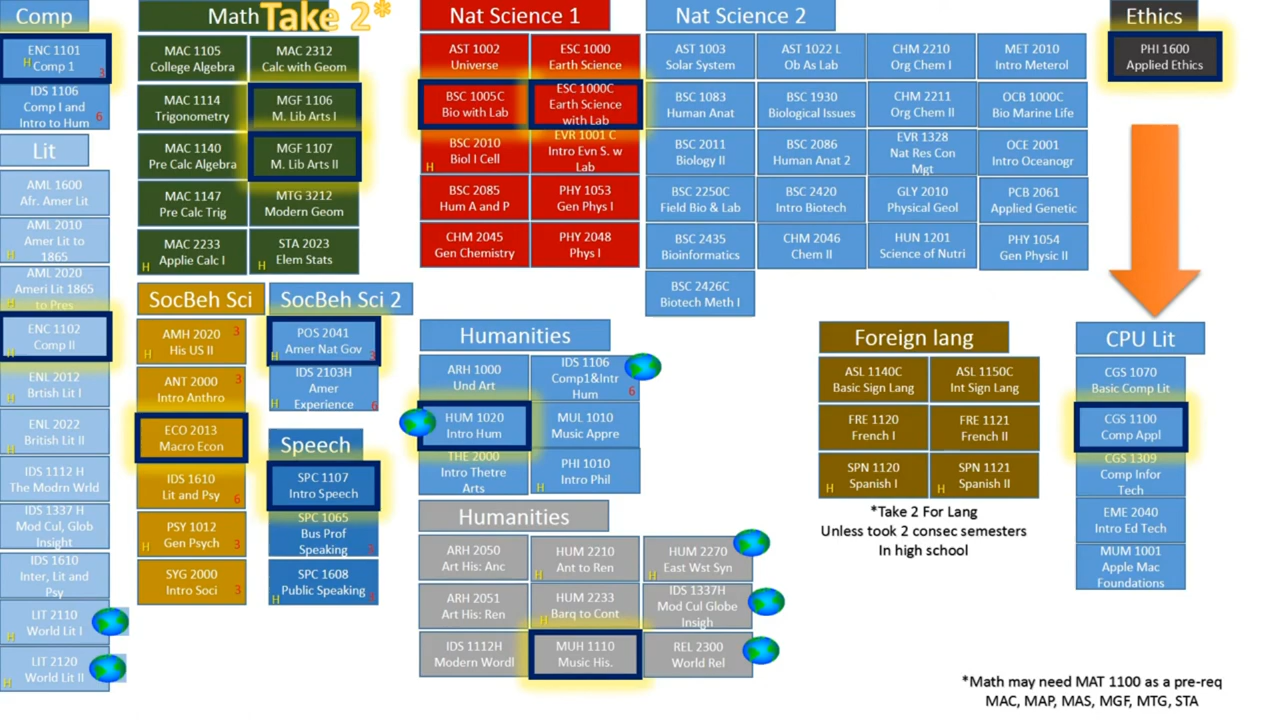 Comp
ENC 1101
H
Comp 1
3
IDS 1106
Comp I and
Intro to Hum
6
Lit
AML 1600
Afr. Amer Lit
AML 2010
Amer Lit to
H
1865
AML 2020
Ameri Lit 1865
H
to Pres
ENC 1102
Comp II
H
ENL 2012
Brtish Lit I
H
ENL 2022
British Lit II
H
IDS 1112 H
The Modrn Wrld
IDS 1337 H
Mod Cul, Glob
Insight
IDS 1610
Inter, Lit and
Psy
LIT 2110
World Lit I
H
LIT 2120
World Lit II
H
Math
Take 2*
MAC 1105
College Algebra
MAC 2312
Calc with Geom
MAC 1114
Trigonometry
MGF 1106
M. Lib Arts I
MAC 1140
Pre Calc Algebra
MGF 1107
M. Lib Arts II
MAC 1147
Pre Calc Trig
MTG 3212
Modern Geom
MAC 2233
Applie Calc I
H
STA 2023
Elem Stats
H
Nat Science 1
AST 1002
Universe
ESC 1000
Earth Science
BSC 1005C
Bio with Lab
ESC 1000C
Earth Science
with Lab
BSC 2010
Biol I Cell
H
EVR 1001 C
Intro Evn S. w
Lab
BSC 2085
Hum A and P
PHY 1053
Gen Phys I
CHM 2045
Gen Chemistry
PHY 2048
Phys I
Nat Science 2
AST 1003
Solar System
AST 1022 L
Ob As Lab
CHM 2210
Org Chem I
MET 2010
Intro Meterol
BSC 1083
Human Anat
BSC 1930
Biological Issues
CHM 2211
Org Chem II
OCB 1000C
Bio Marine Life
BSC 2011
Biology II
BSC 2086
Human Anat 2
EVR 1328
Nat Res Con
Mgt
OCE 2001
Intro Oceanogr
BSC 2250C
Field Bio & Lab
BSC 2420
Intro Biotech
GLY 2010
Physical Geol
PCB 2061
Applied Genetic
BSC 2435
Bioinformatics
CHM 2046
Chem II
HUN 1201
Science of Nutri
PHY 1054
Gen Physic II
BSC 2426C
Biotech Meth I
Ethics
PHI 1600
Applied Ethics
SocBeh Sci
AMH 2020
3
His US II
H
ANT 2000
3
Intro Anthro
ECO 2013
Macro Econ
IDS 1610
Lit and Psy
6
PSY 1012
Gen Psych
H
3
SYG 2000
Intro Soci
3
SocBeh Sci 2
POS 2041
Amer Nat Gov
H
3
IDS 2103H
Amer
Experience
H
6
Speech
SPC 1107
Intro Speech
SPC 1065
Bus Prof
Speaking
SPC 1608
Public Speaking
H
Humanities
ARH 1000
Und Art
IDS 1106
Comp1&Intr
Hum
6
HUM 1020
Intro Hum
MUL 1010
Music Appre
THE 2000
Intro Thetre
Arts
PHI 1010
Intro Phil
H
Humanities
ARH 2050
Art His: Anc
HUM 2210
Ant to Ren
H
HUM 2270
East Wst Syn
H
ARH 2051
Art His: Ren
HUM 2233
Barq to Cont
H
IDS 1337H
Mod Cul Globe
Insigh
IDS 1112H
Modern Wordl
MUH 1110
Music His.
REL 2300
World Rel
Foreign lang
ASL 1140C
Basic Sign Lang
ASL 1150C
Int Sign Lang
FRE 1120
French I
FRE 1121
French II
SPN 1120
Spanish I
H
SPN 1121
Spanish II
H
*Take 2 For Lang
Unless took 2 consec semesters
In high school
CPU Lit
CGS 1070
Basic Comp Lit
CGS 1100
Comp Appl
CGS 1309
Comp Infor
Tech
EME 2040
Intro Ed Tech
MUM 1001
Apple Mac
Foundations
*Math may need MAT 1100 as a pre-req
MAC, MAP, MAS, MGF, MTG, STA